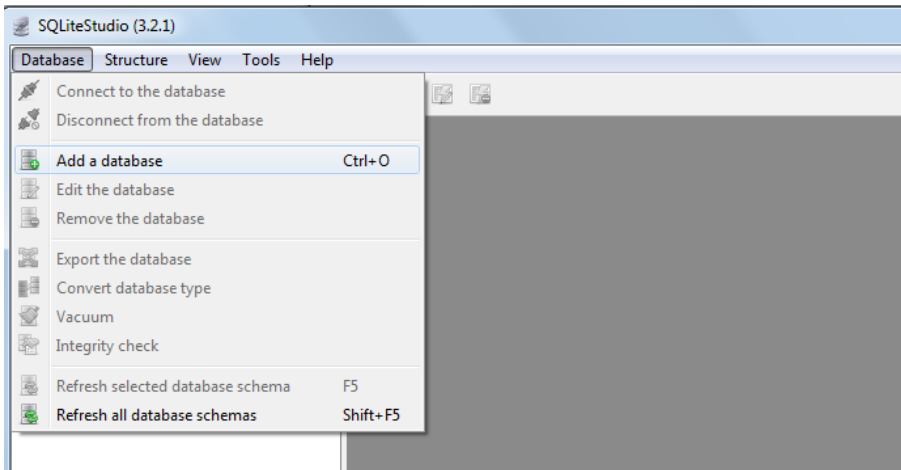 SQLiteStudio (3.2.1)
Database Structure View Tools Help
Connect to the database
Disconnect from the database
Add a database Ctrl+O
Edit the database
Remove the database
Export the database
Convert database type
Vacuum
Integrity check
Refresh selected database schema F5
Refresh all database schemas Shift+F5